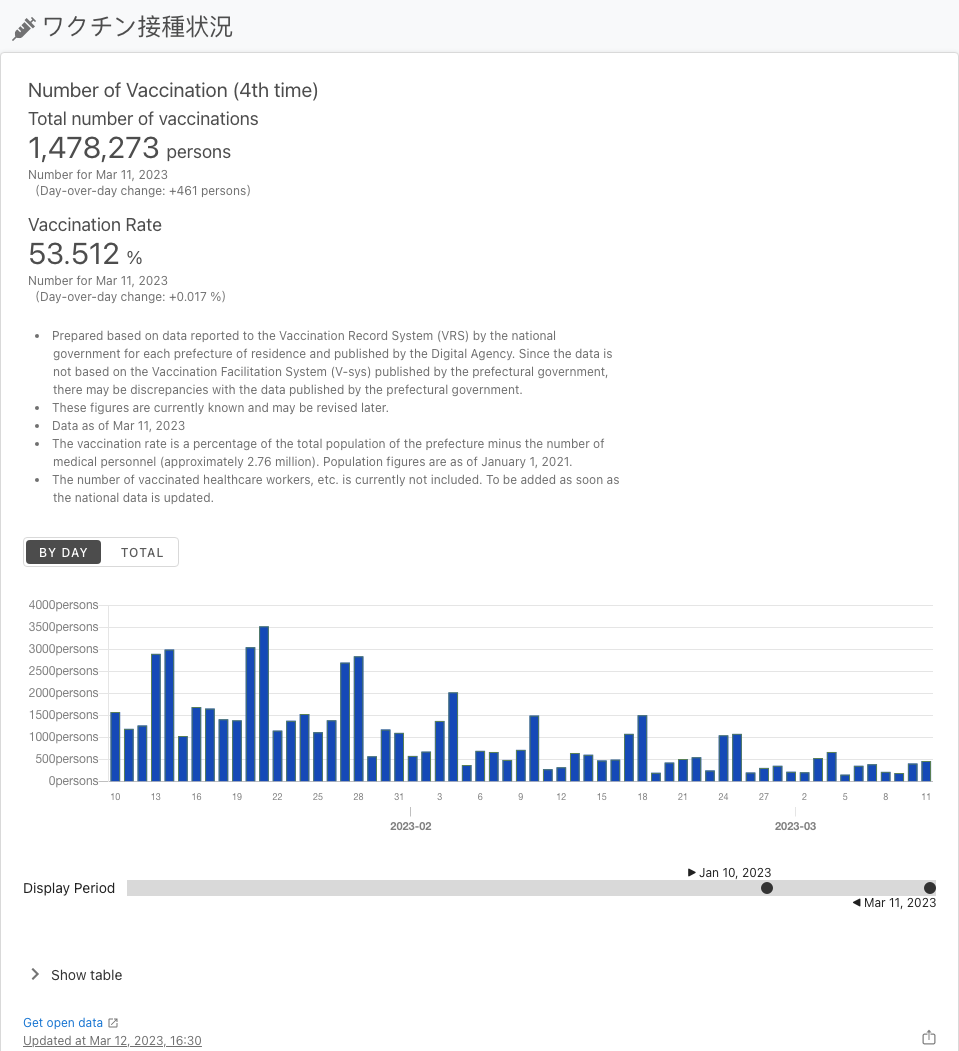 ワクチン接種状況
Number of Vaccination (4th time)
Total number of vaccinations
1,478,273 persons
Number for Mar 11, 2023
(Day-over-day change: +461 persons)
Vaccination Rate
53.512 %
Number for Mar 11, 2023
(Day-over-day change: +0.017 %)
• Prepared based on data reported to the Vaccination Record System (VRS) by the national
government for each prefecture of residence and published by the Digital Agency. Since the data is
not based on the Vaccination Facilitation System (V-sys) published by the prefectural government,
there may be discrepancies with the data published by the prefectural government.
• These figures are currently known and may be revised later.
• Data as of Mar 11, 2023
• The vaccination rate is a percentage of the total population of the prefecture minus the number of
medical personnel (approximately 2.76 million). Population figures are as of January 1, 2021.
• The number of vaccinated healthcare workers, etc. is currently not included. To be added as soon as
the national data is updated.
BY DAY TOTAL
4000persons
3500persons
3000persons
2500persons
2000persons
1500persons
1000persons
500persons
0persons
10 13 16 19 22 25 28 31 3 6 9 12 15 18 21 24 27 2 5 8 11
2023-02 2023-03
Jan 10, 2023
Display Period
Mar 11, 2023
Show table
Get open data
Updated at Mar 12, 2023, 16:30